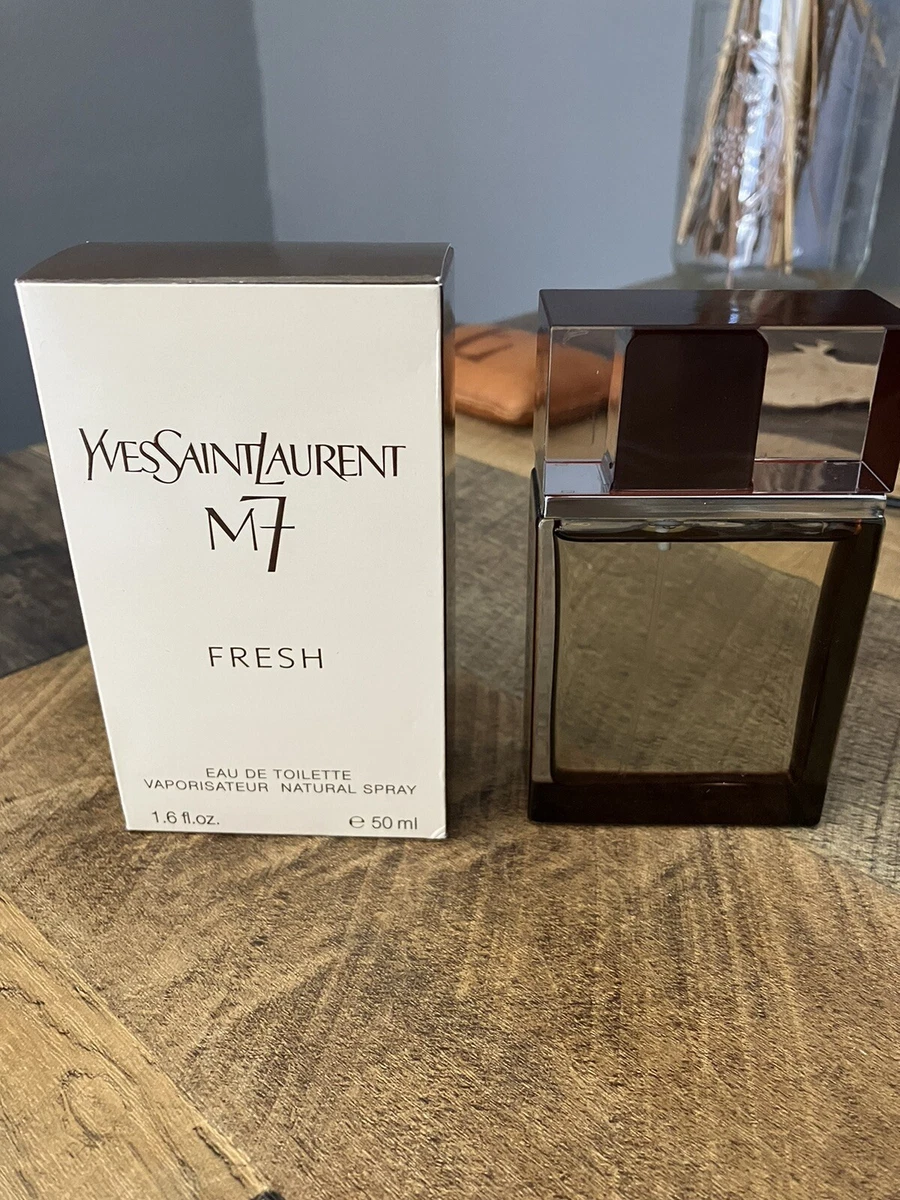 YVESSAINTLAURENT
M7
FRESH
EAU DE TOILETTE
VAPORISATEUR NATURAL SPRAY
1.6 fl.oz. ℮ 50 ml